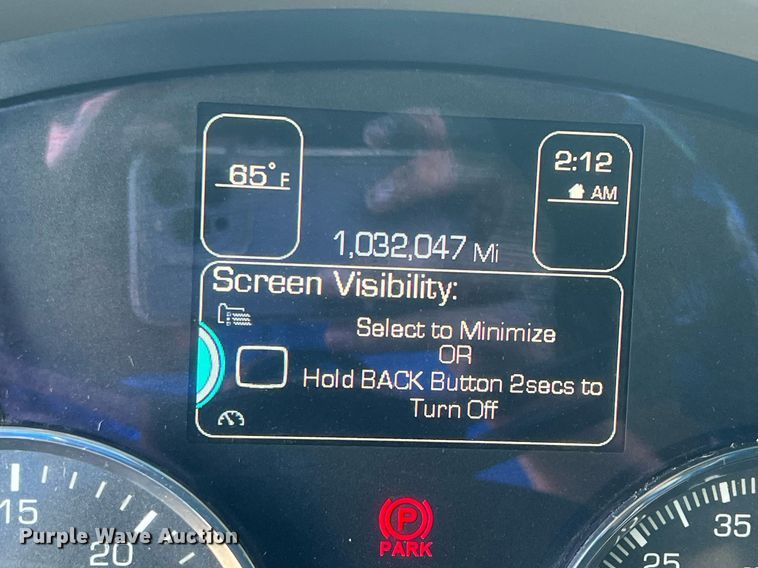 65°F
2:12
AM
1,032,047 Mi
Screen Visibility:
Select to Minimize
OR
Hold BACK Button 2secs to
Turn Off
P
PARK
15
20
25
35
Purple Wave Auction